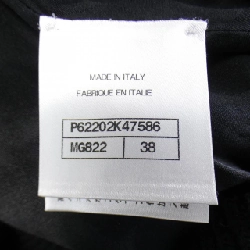 MADE IN ITALY
FABRIQUE EN ITALIE
P62202K47586
MG822 38